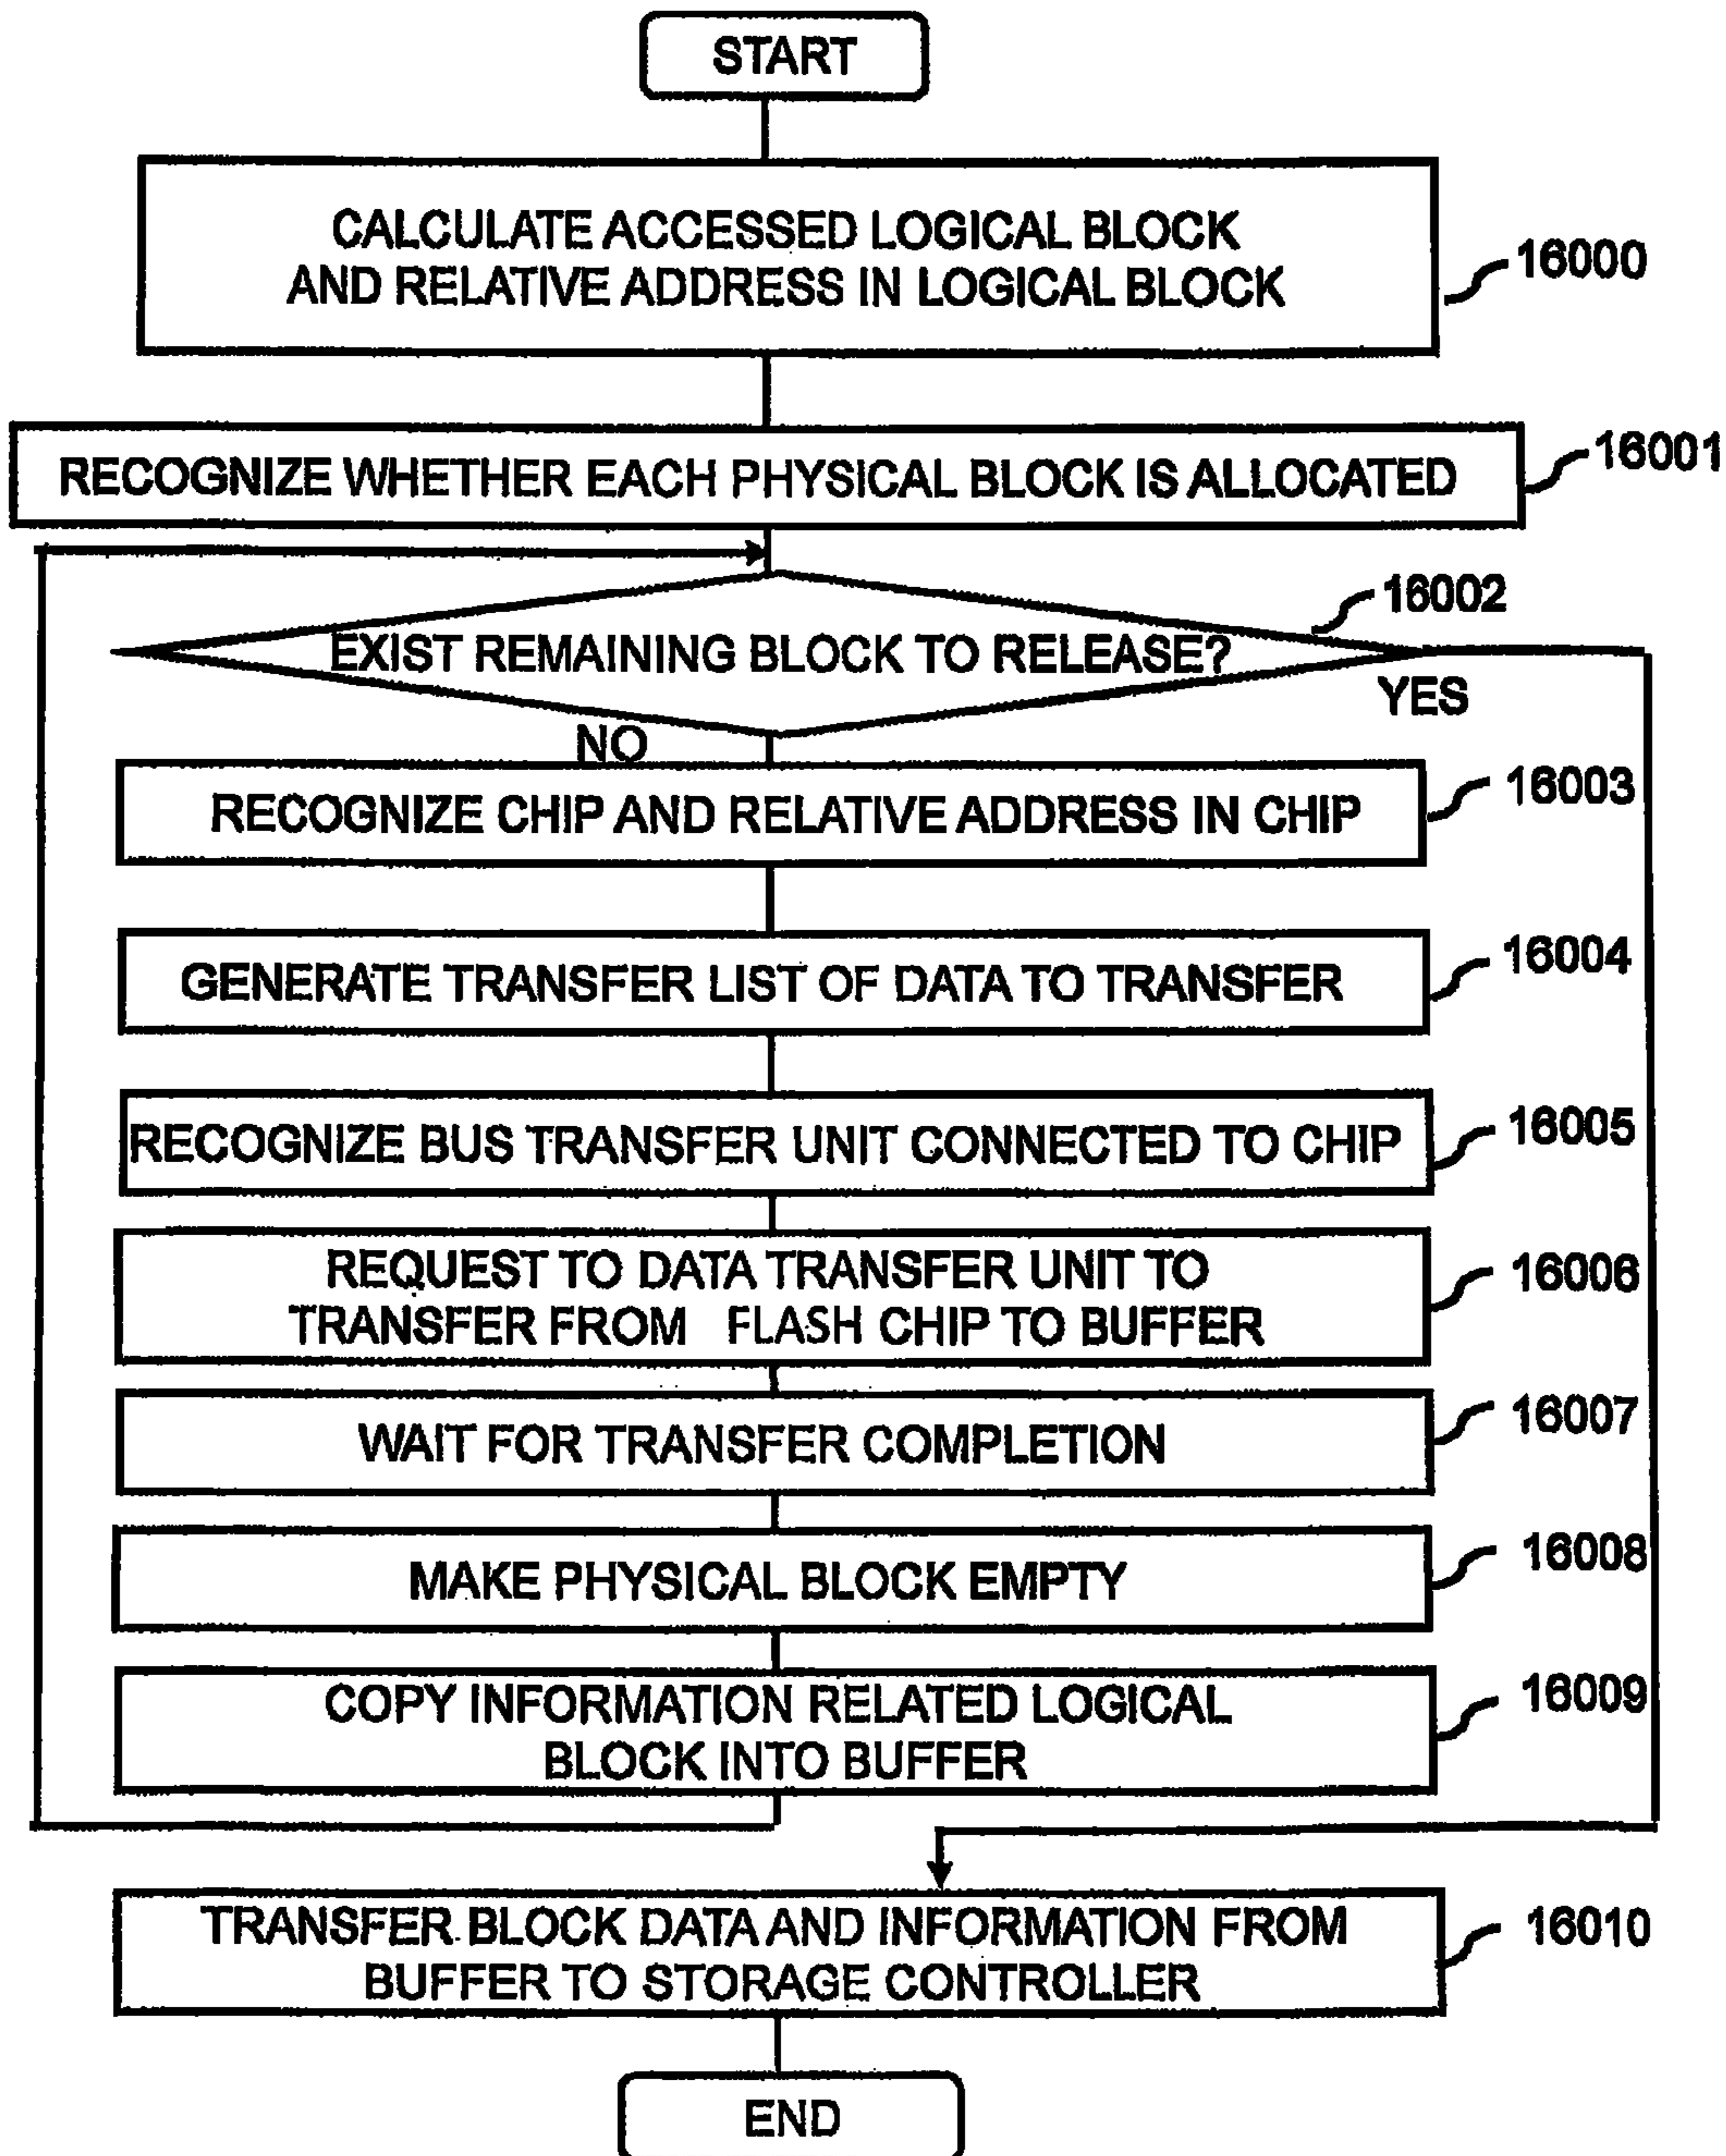 START
CALCULATE ACCESSED LOGICAL BLOCK
AND RELATIVE ADDRESS IN LOGICAL BLOCK
16000
RECOGNIZE WHETHER EACH PHYSICAL BLOCK IS ALLOCATED
16001
16002
EXIST REMAINING BLOCK TO RELEASE?
YES
NO
RECOGNIZE CHIP AND RELATIVE ADDRESS IN CHIP
16003
GENERATE TRANSFER LIST OF DATA TO TRANSFER
16004
RECOGNIZE BUS TRANSFER UNIT CONNECTED TO CHIP
16005
REQUEST TO DATA TRANSFER UNIT TO
TRANSFER FROM FLASH CHIP TO BUFFER
16006
WAIT FOR TRANSFER COMPLETION
16007
MAKE PHYSICAL BLOCK EMPTY
16008
COPY INFORMATION RELATED LOGICAL
BLOCK INTO BUFFER
16009
TRANSFER BLOCK DATA AND INFORMATION FROM
BUFFER TO STORAGE CONTROLLER
16010
END